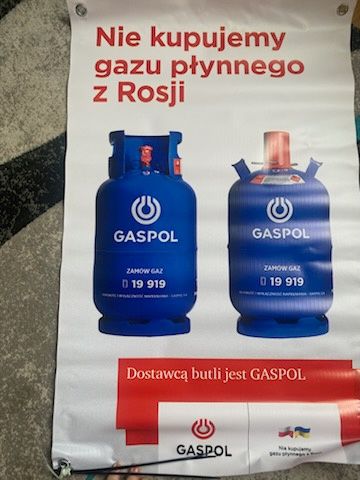 Nie kupujemy
gazu płynnego
z Rosji
GASPOL
ZAMÓW GAZ
19 919
GASPOL
ZAMÓW GAZ
19 919
Dostawcą butli jest GASPOL
GASPOL
Nie kupujemy
gazu płynnego z